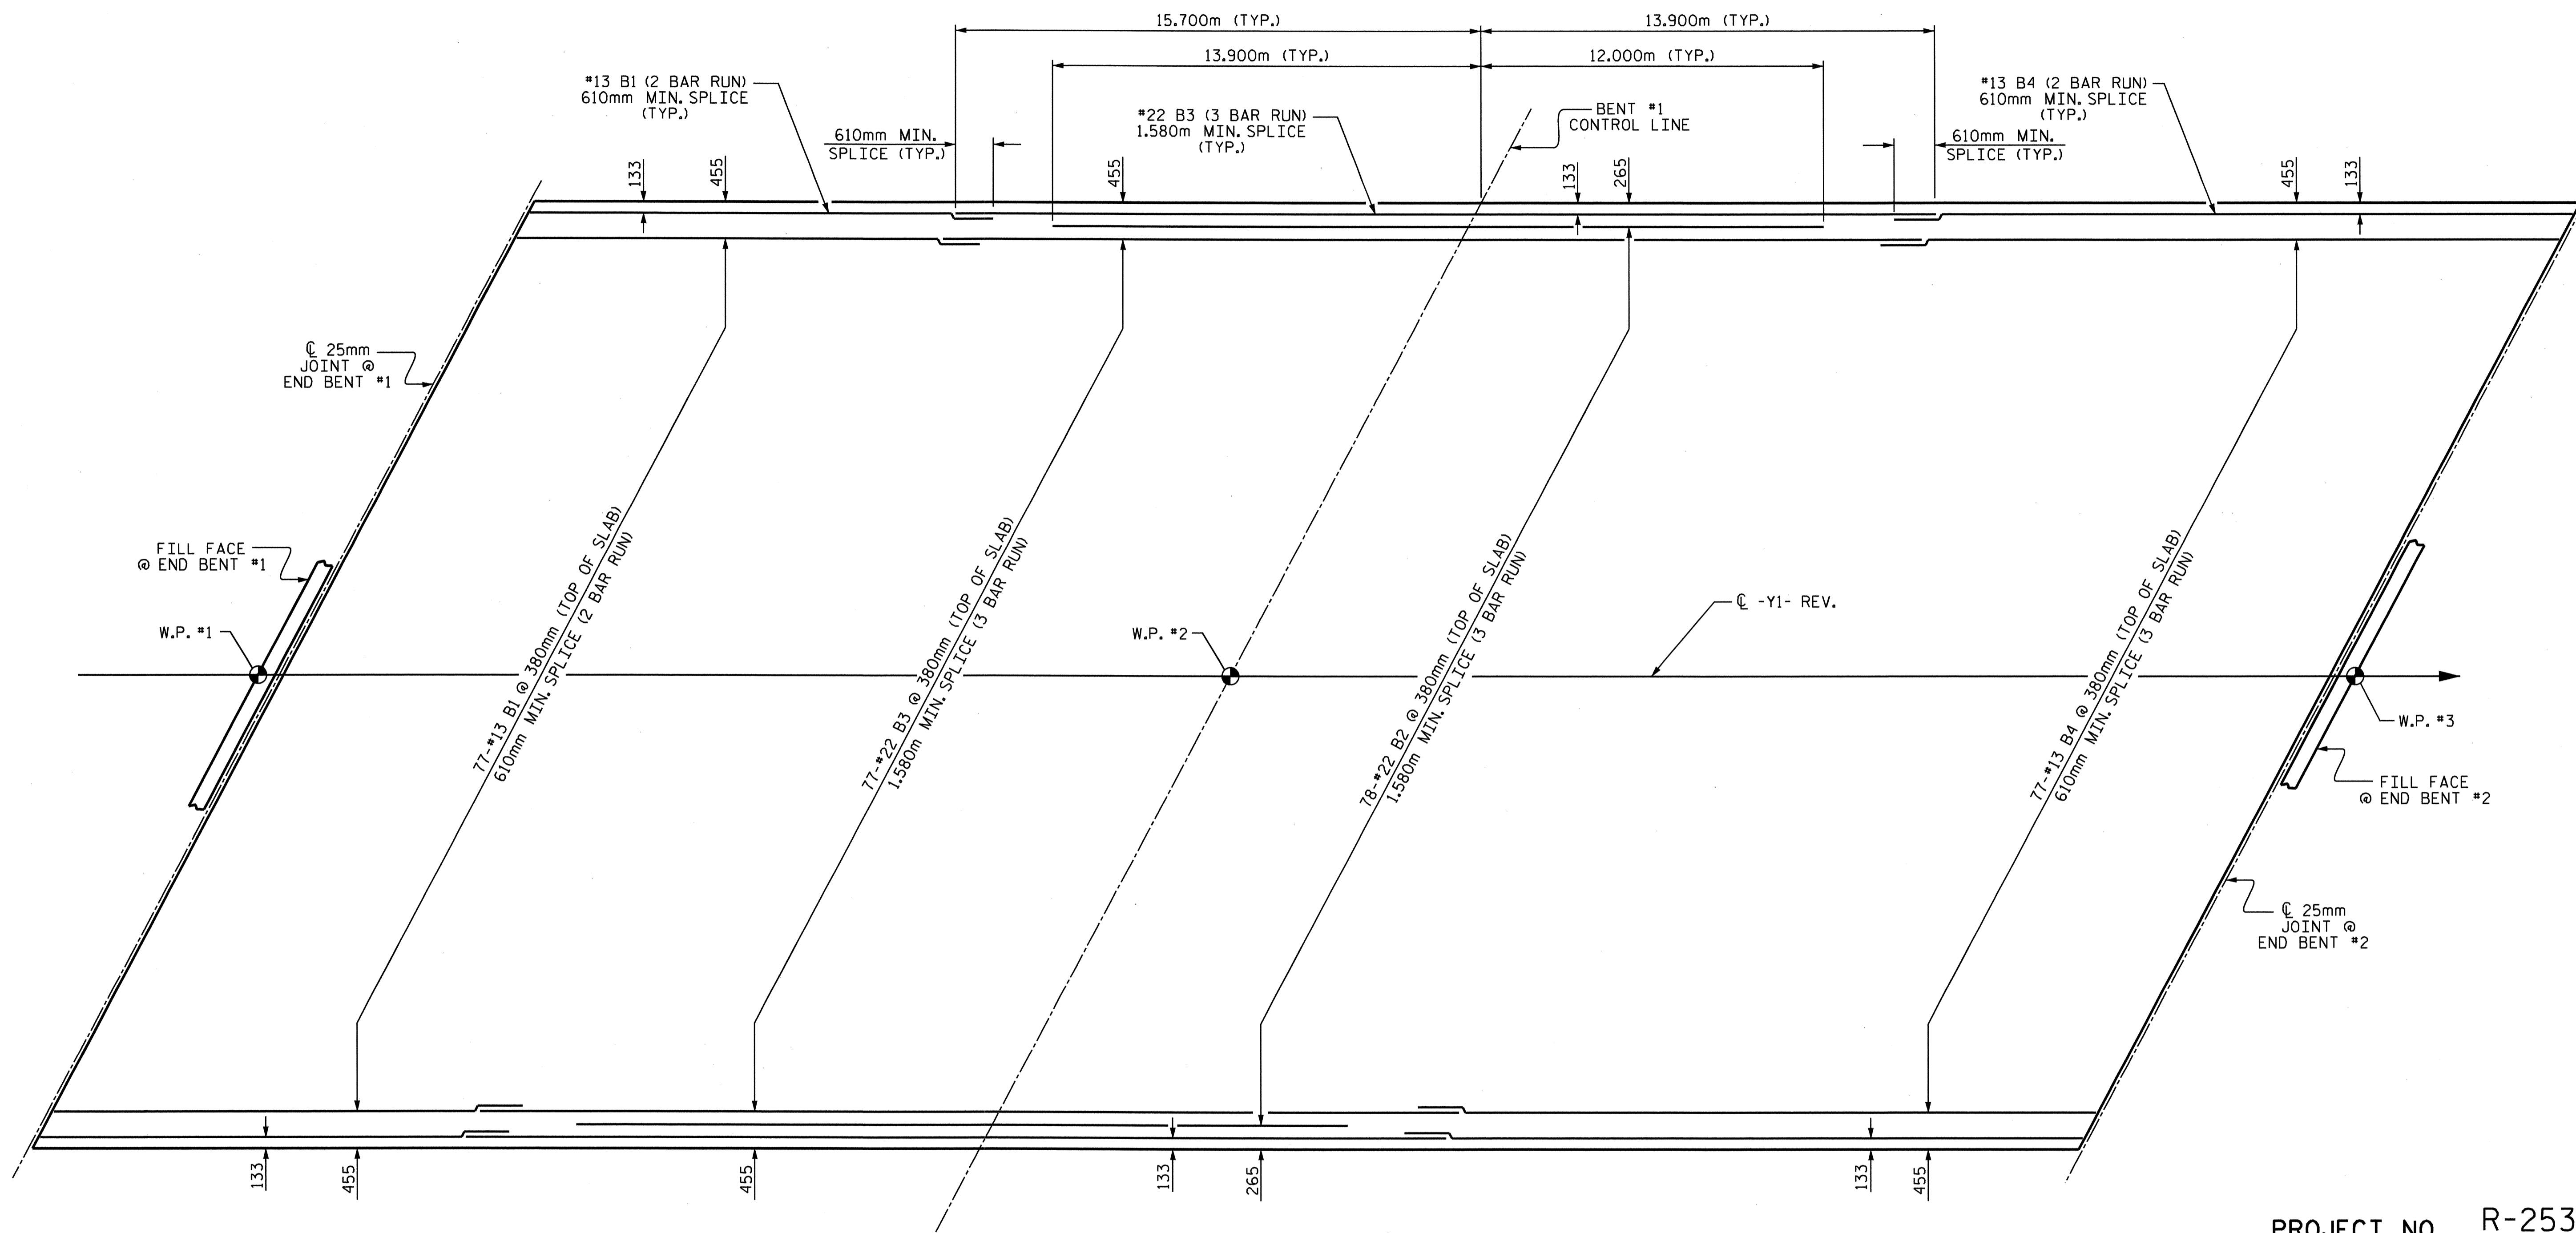 15.700m (TYP.)
13.900m (TYP.)
13.900m (TYP.)
12.000m (TYP.)
#13 B1 (2 BAR RUN)
610mm MIN. SPLICE
(TYP.)
610mm MIN.
SPLICE (TYP.)
#22 B3 (3 BAR RUN)
1.580m MIN. SPLICE
(TYP.)
BENT #1
CONTROL LINE
#13 B4 (2 BAR RUN)
610mm MIN. SPLICE
(TYP.)
610mm MIN.
SPLICE (TYP.)
133
455
455
133
265
455
133
℄ 25mm
JOINT @
END BENT #1
FILL FACE
@ END BENT #1
W.P. #1
77-#13 B1 @ 380mm (TOP OF SLAB)
610mm MIN. SPLICE (2 BAR RUN)
77-#22 B3 @ 380mm (TOP OF SLAB)
1.580m MIN. SPLICE (3 BAR RUN)
W.P. #2
78-#22 B2 @ 380mm (TOP OF SLAB)
1.580m MIN. SPLICE (3 BAR RUN)
℄ -Y1- REV.
77-#13 B4 @ 380mm (TOP OF SLAB)
610mm MIN. SPLICE (3 BAR RUN)
W.P. #3
FILL FACE
@ END BENT #2
℄ 25mm
JOINT @
END BENT #2
133
455
455
133
265
133
455
PROJECT NO. R-253